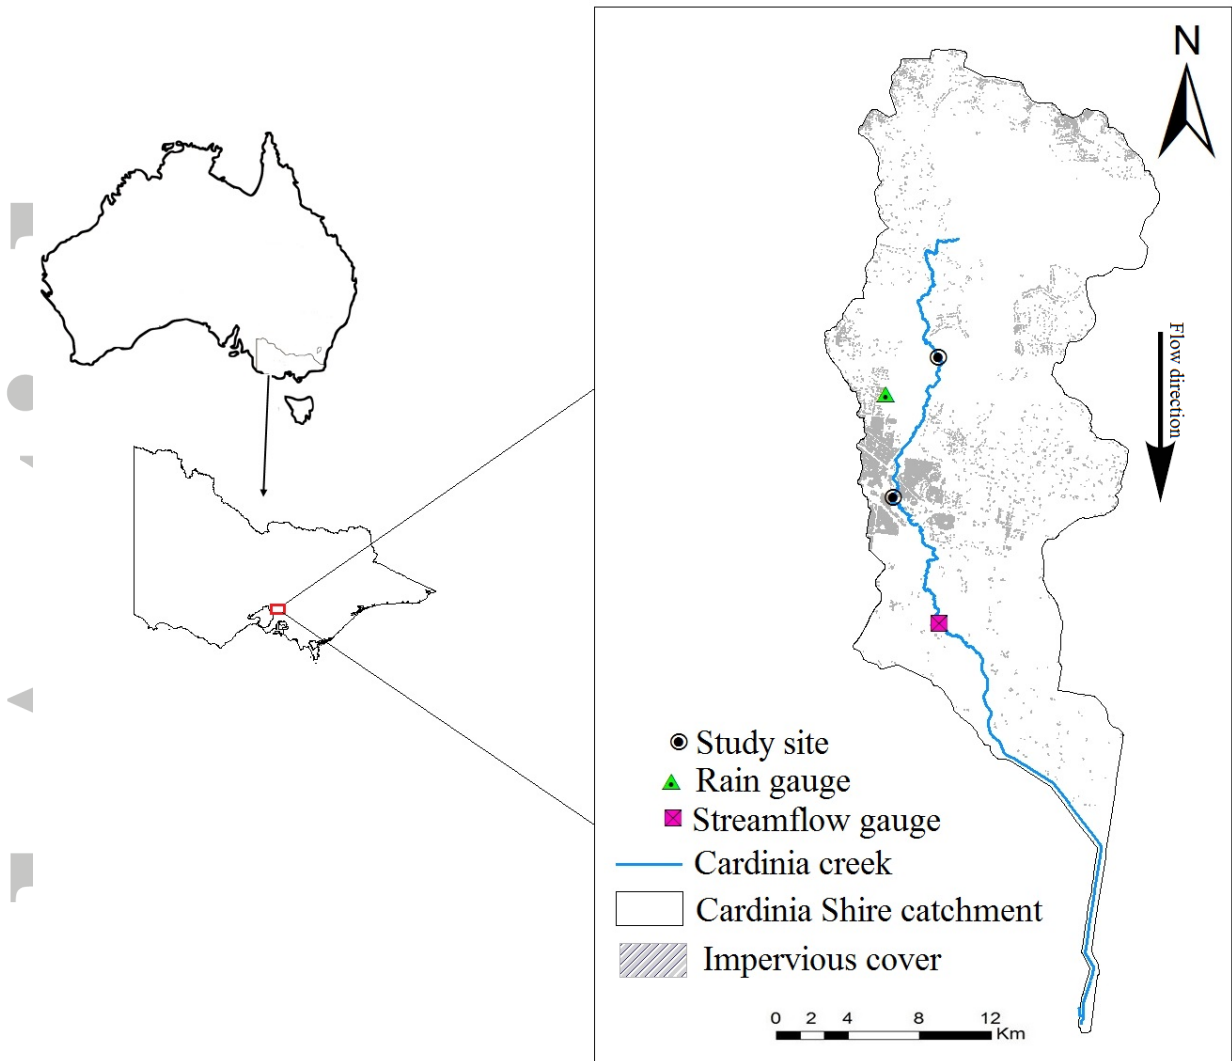 N
Flow direction
Study site
Rain gauge
Streamflow gauge
Cardinia creek
Cardinia Shire catchment
Impervious cover
0 2 4 8 12
Km